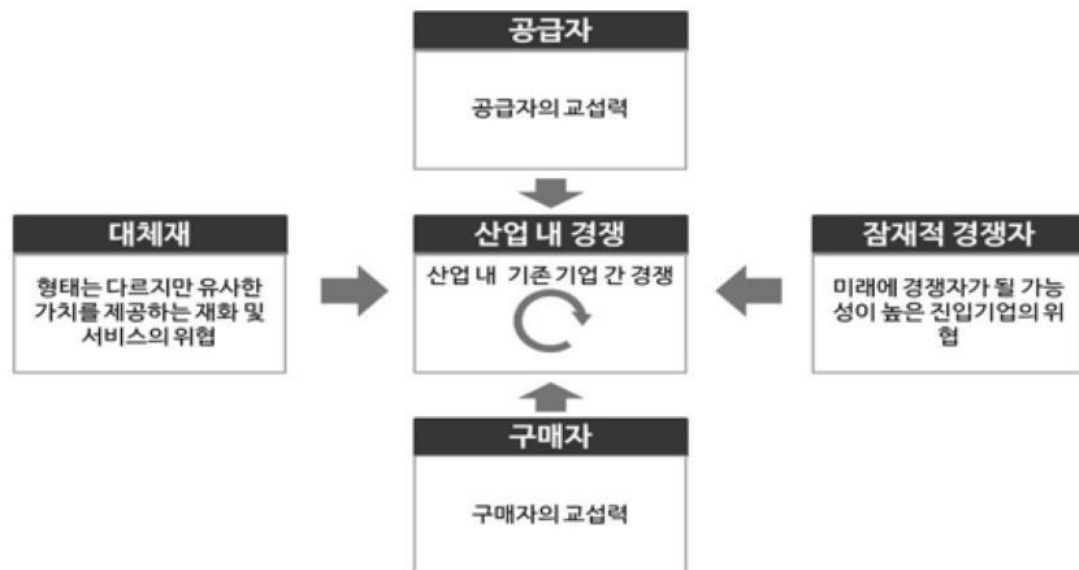 공급자
공급자의 교섭력
대체재
형태는 다르지만 유사한
가치를 제공하는 재화 및
서비스의 위협
산업 내 경쟁
산업 내 기존 기업 간 경쟁
잠재적 경쟁자
미래에 경쟁자가 될 가능
성이 높은 진입기업의 위
협
구매자
구매자의 교섭력